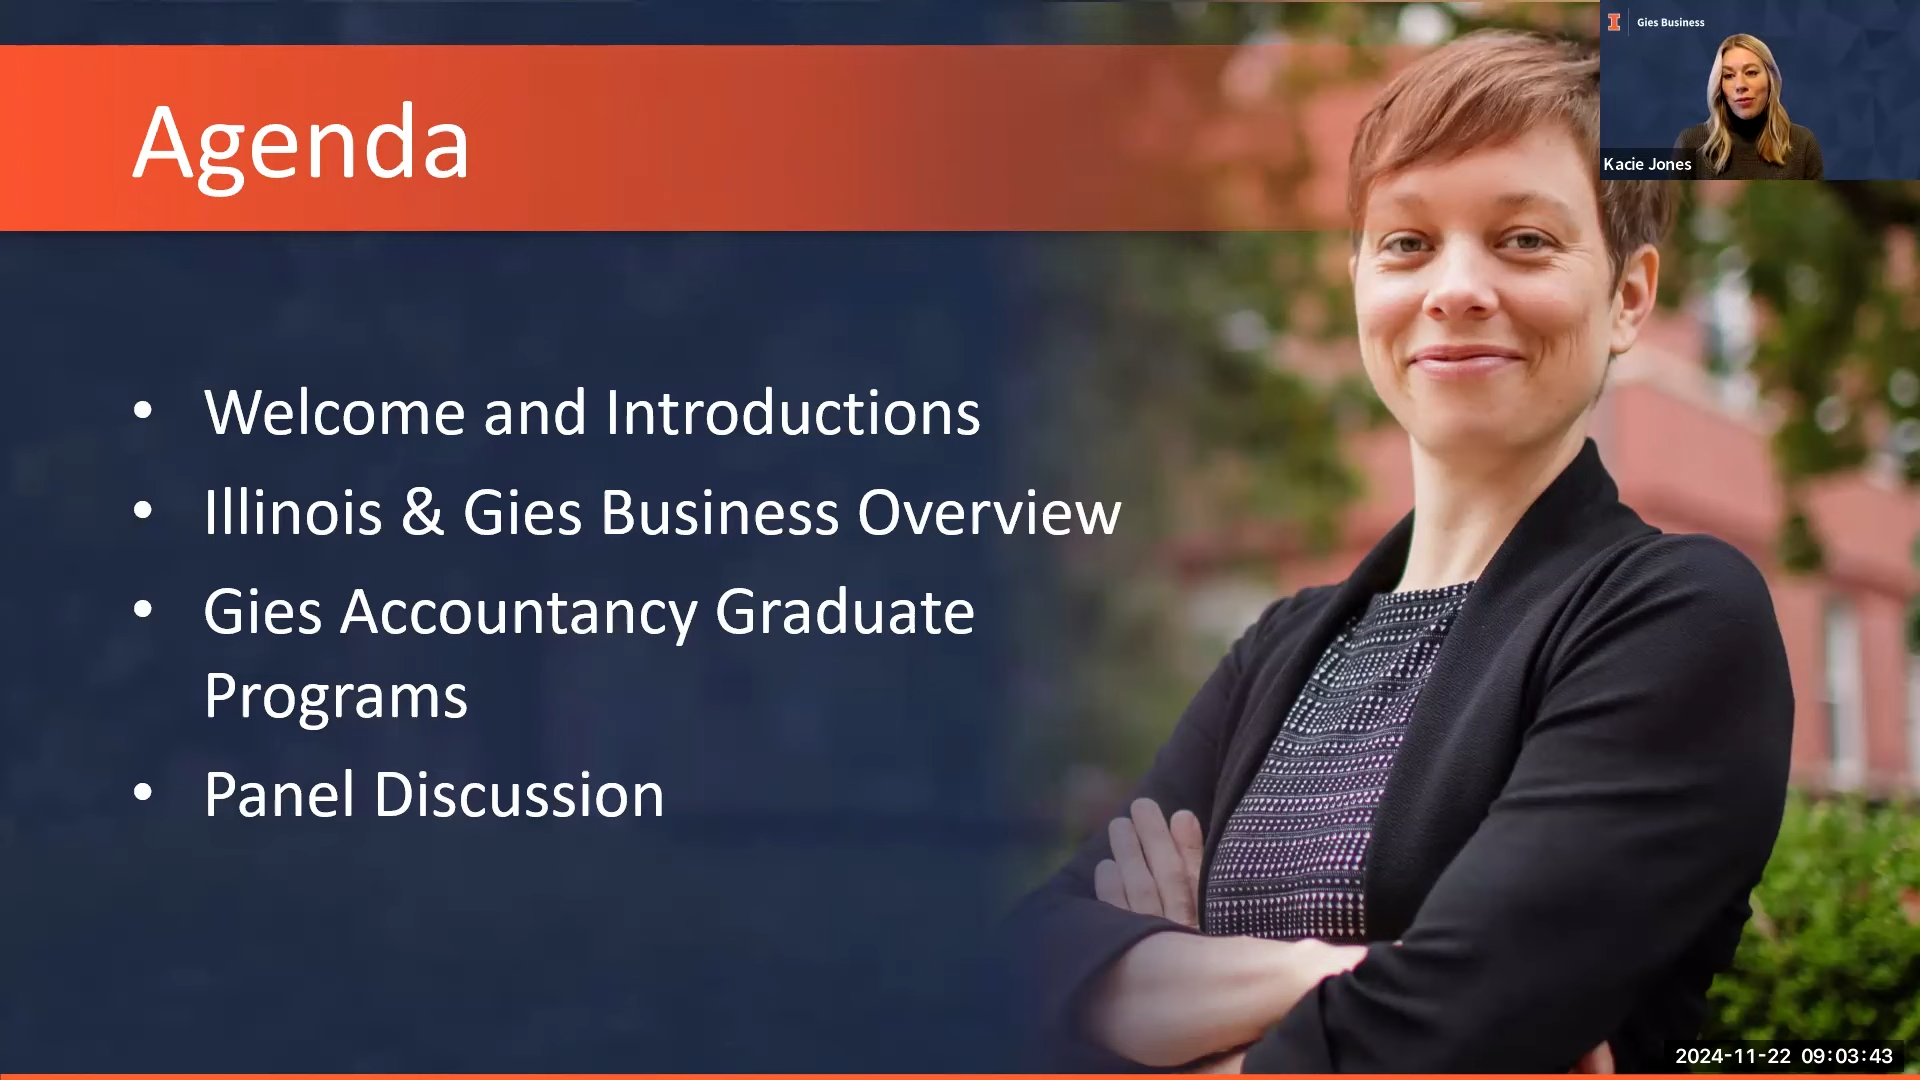 Agenda
Gies Business
Kacie Jones
• Welcome and Introductions
• Illinois & Gies Business Overview
• Gies Accountancy Graduate
Programs
• Panel Discussion
2024-11-22 09:03:43